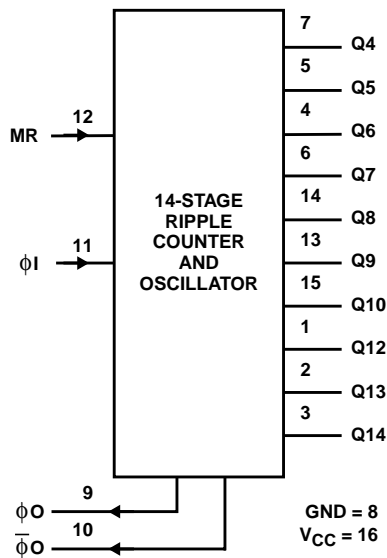 7
Q4
5
Q5
4
Q6
12
MR
6
Q7
14-STAGE
RIPPLE
COUNTER
AND
OSCILLATOR
14
Q8
11
ϕI
13
Q9
15
Q10
1
Q12
2
Q13
3
Q14
9
ϕO
10
ϕ̅O
GND = 8
VCC = 16